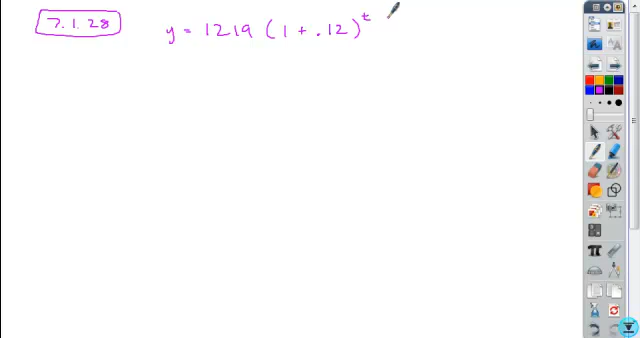 7.1.28
y = 1219 (1 + .12)^t